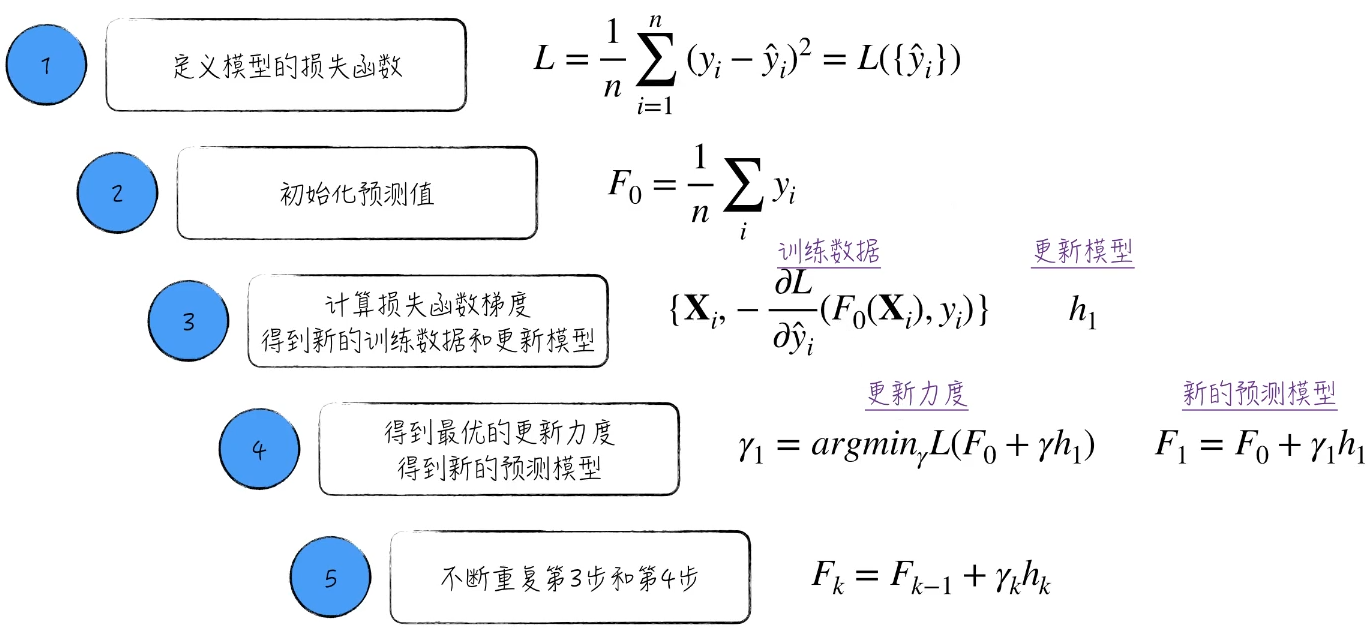 1
定义模型的损失函数
L = \frac{1}{n} \sum_{i=1}^{n} (y_i - \hat{y}_i)^2 = L(\{\hat{y}_i\})
2
初始化预测值
F_0 = \frac{1}{n} \sum_{i} y_i
训练数据
更新模型
3
计算损失函数梯度
得到新的训练数据和更新模型
\{\mathbf{X}_i, -\frac{\partial L}{\partial \hat{y}_i}(F_0(\mathbf{X}_i), y_i)\}
h_1
更新力度
新的预测模型
4
得到最优的更新力度
得到新的预测模型
\gamma_1 = argmin_{\gamma} L(F_0 + \gamma h_1)
F_1 = F_0 + \gamma_1 h_1
5
不断重复第3步和第4步
F_k = F_{k-1} + \gamma_k h_k